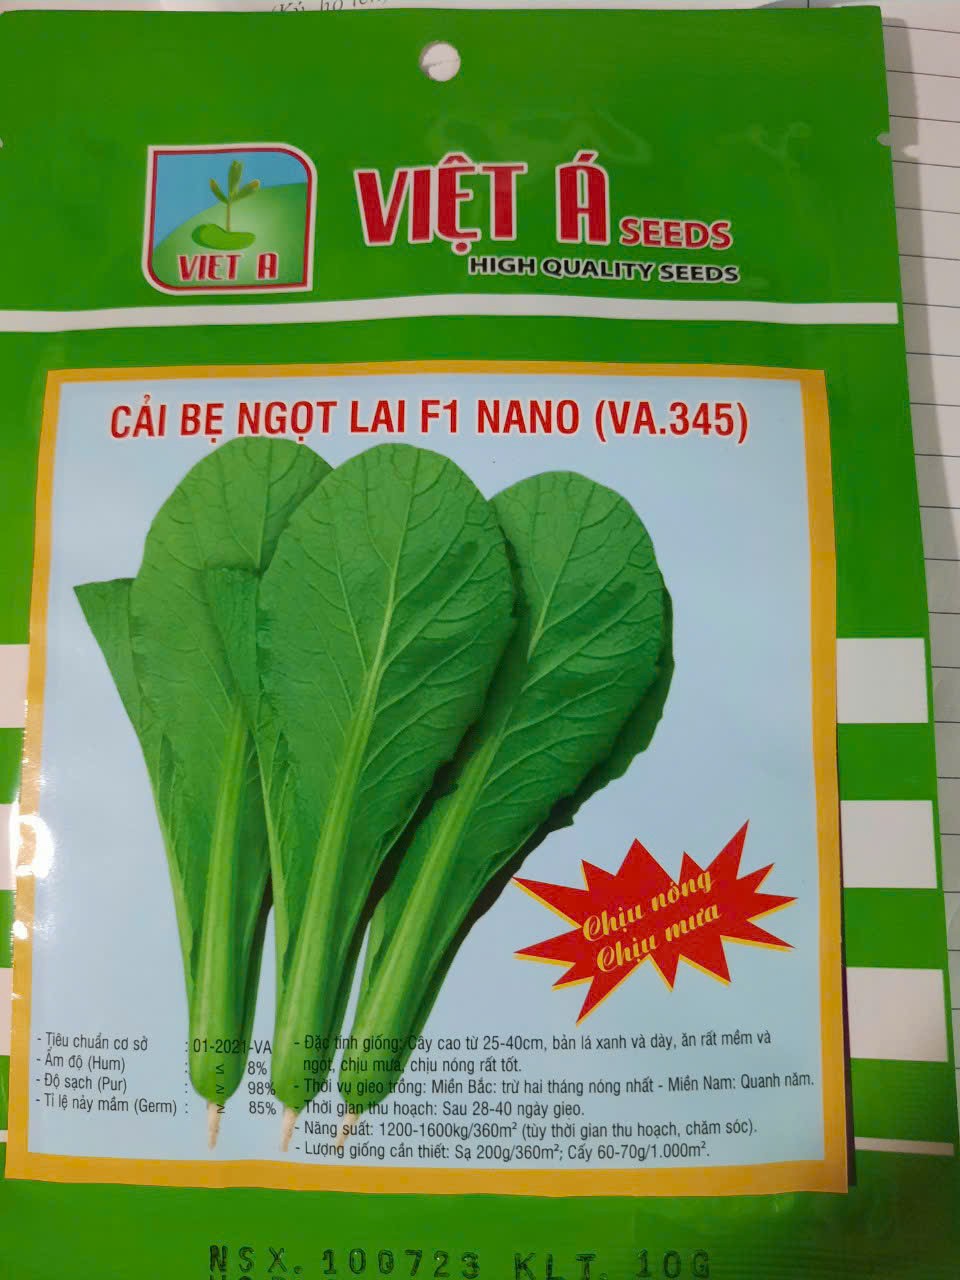 (Ký, họ tên,
VIET A
VIỆT Á SEEDS
HIGH QUALITY SEEDS
CẢI BẸ NGỌT LAI F1 NANO (VA.345)
Chịu nóng
Chịu mưa
- Tiêu chuẩn cơ sở : 01-2021-VA
- Ẩm độ (Hum) : ≤ 8%
- Độ sạch (Pur) : ≥ 98%
- Tỉ lệ nảy mầm (Germ) : ≥ 85%
- Đặc tính giống: Cây cao từ 25-40cm, bản lá xanh và dày, ăn rất mềm và
ngọt, chịu mưa, chịu nóng rất tốt.
- Thời vụ gieo trồng: Miền Bắc: trừ hai tháng nóng nhất - Miền Nam: Quanh năm.
- Thời gian thu hoạch: Sau 28-40 ngày gieo.
- Năng suất: 1200-1600kg/360m² (tùy thời gian thu hoạch, chăm sóc).
- Lượng giống cần thiết: Sạ 200g/360m²; Cấy 60-70g/1.000m².
NSX. 100723 KLT. 10G